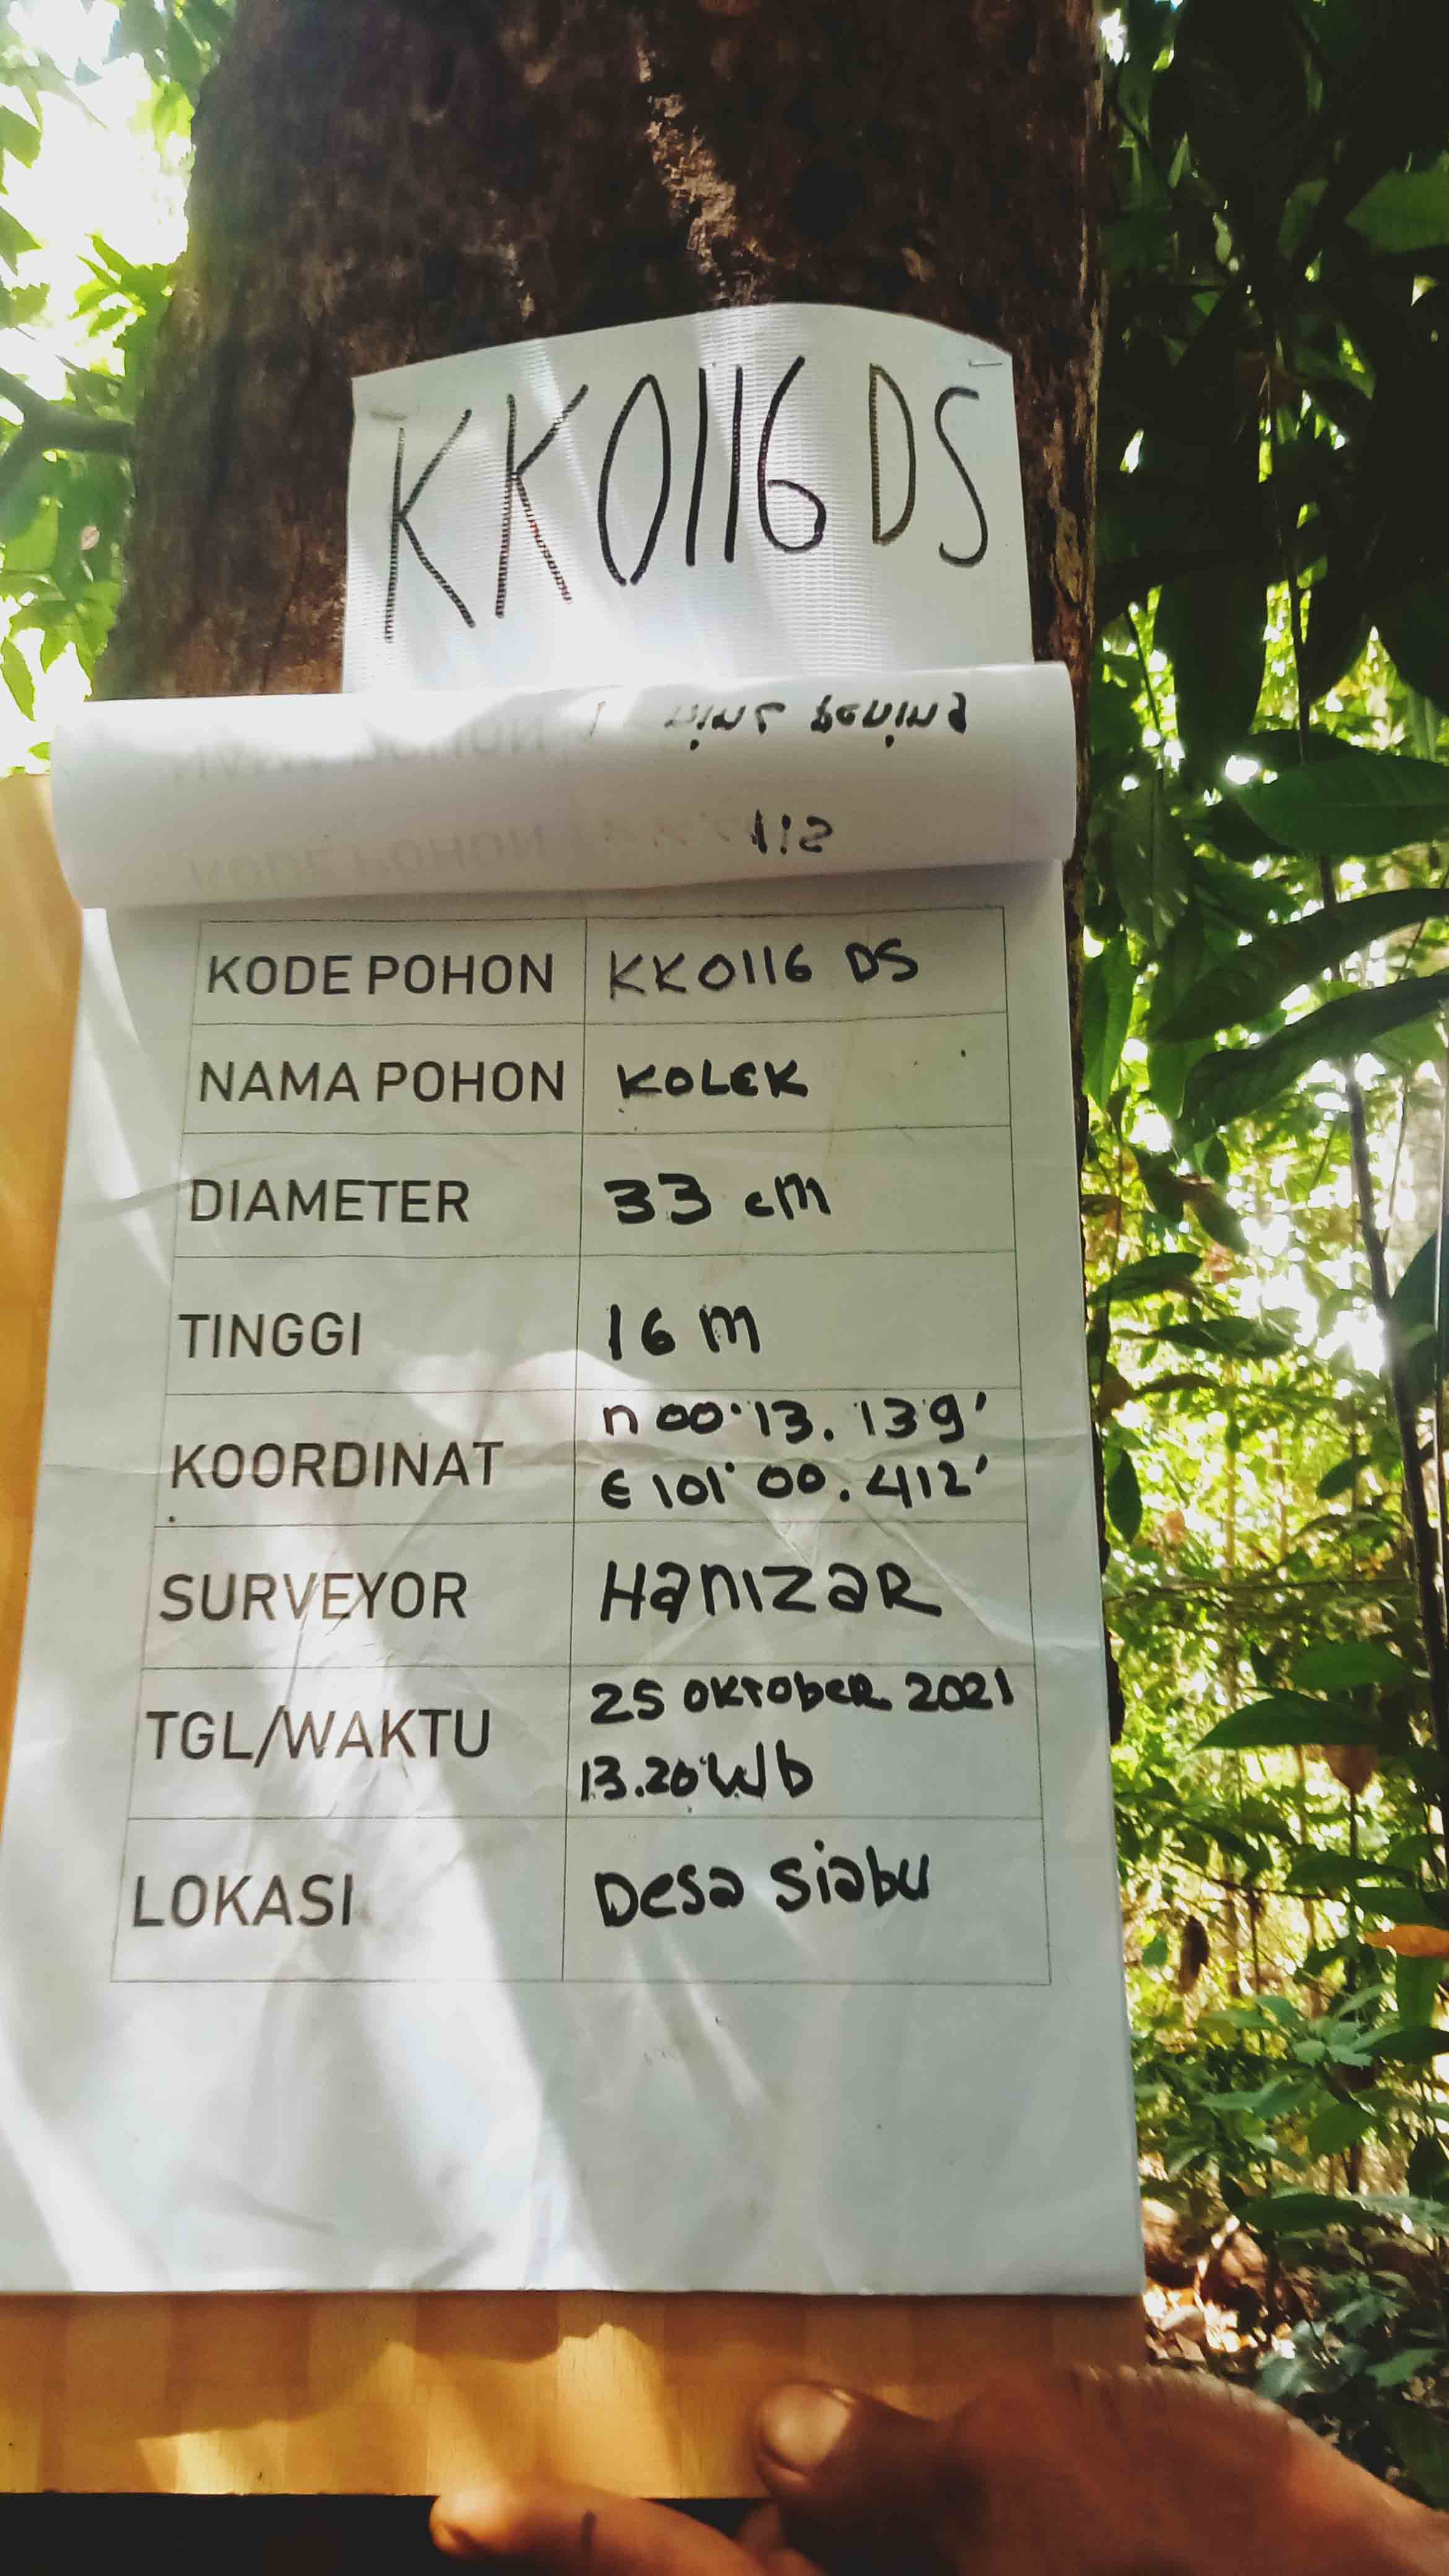 KK0116 DS
KODE POHON KK0116 DS
NAMA POHON KOLEK
DIAMETER 33 cm
TINGGI 16 m
KOORDINAT n 00°13.139'
E 101° 00.412'
SURVEYOR HanizaR
TGL/WAKTU 25 OKTObeR 2021
13.20 Wb
LOKASI Desa Siabu